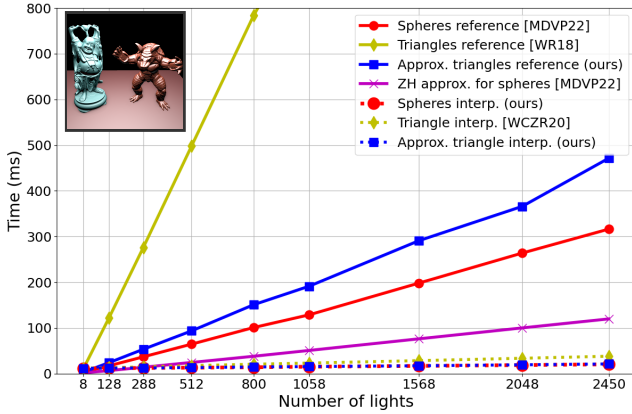 800
700
600
500
400
300
200
100
0
Time (ms)
Spheres reference [MDVP22]
Triangles reference [WR18]
Approx. triangles reference (ours)
ZH approx. for spheres [MDVP22]
Spheres interp. (ours)
Triangle interp. [WCZR20]
Approx. triangle interp. (ours)
8 128 288 512 800 1058 1568 2048 2450
Number of lights